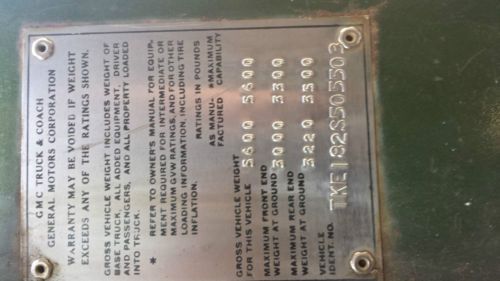 GMC TRUCK & COACH
GENERAL MOTORS CORPORATION
WARRANTY MAY BE VOIDED IF WEIGHT
EXCEEDS ANY OF THE RATINGS SHOWN.
GROSS VEHICLE WEIGHT INCLUDES WEIGHT OF
BASE TRUCK, ALL ADDED EQUIPMENT, DRIVER
AND PASSENGERS, AND ALL PROPERTY LOADED
INTO TRUCK
* REFER TO OWNER'S MANUAL FOR EQUIP-
MENT REQUIRED FOR INTERMEDIATE OR
MAXIMUM GVW RATINGS, AND FOR OTHER
LOADING INFORMATION, INCLUDING TIRE
INFLATION.
RATINGS IN POUNDS
AS MANU- *MAXIMUM
FACTURED CAPABILITY
GROSS VEHICLE WEIGHT
FOR THIS VEHICLE 5600 5600
MAXIMUM FRONT END
WEIGHT AT GROUND 3000 3300
MAXIMUM REAR END
WEIGHT AT GROUND 3220 3500
VEHICLE
IDENT. NO. TKE182S505503